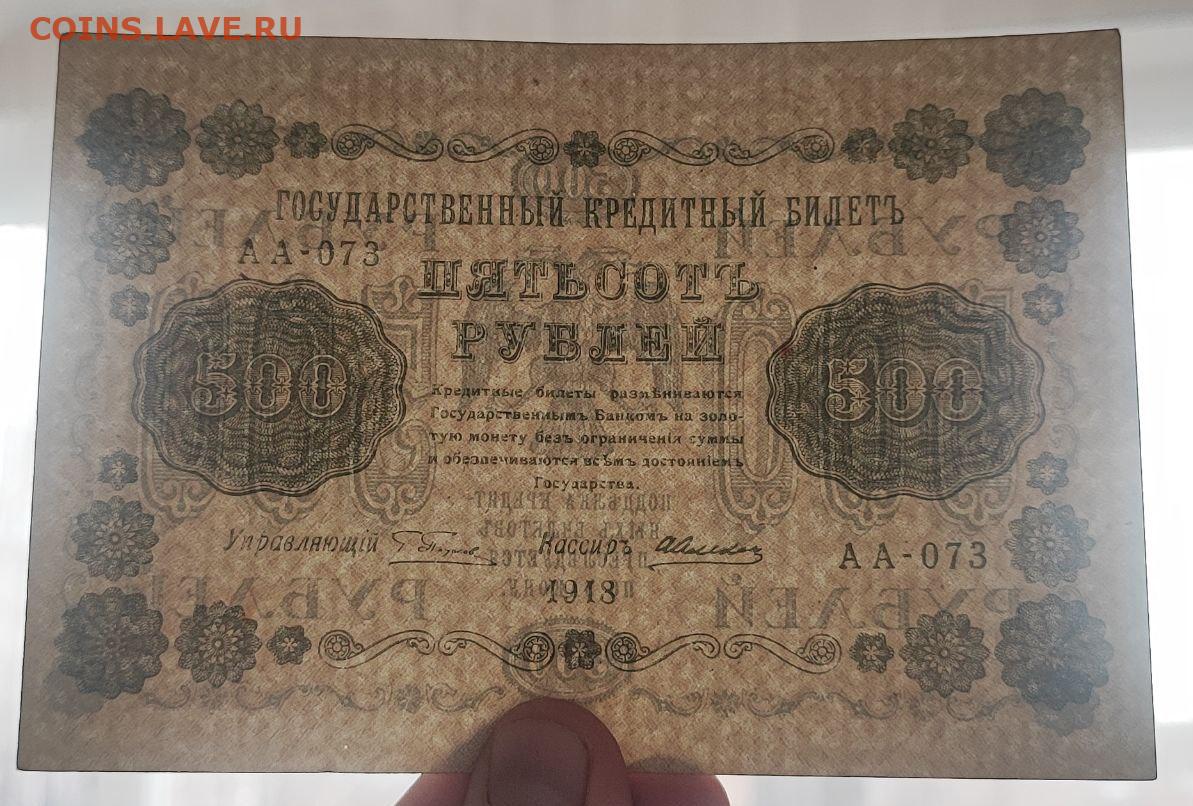 COINS.LAVE.RU
ГОСУДАРСТВЕННЫЙ КРЕДИТНЫЙ БИЛЕТЪ
АА-073
ПЯТЬСОТЪ
РУБЛЕЙ
500 500
Кредитные билеты размѣниваются
Государственнымъ Банкомъ на золо-
тую монету безъ ограниченія суммы
и обезпечиваются всѣмъ достояніемъ
Государства.
Управляющій Кассиръ
АА-073
1918